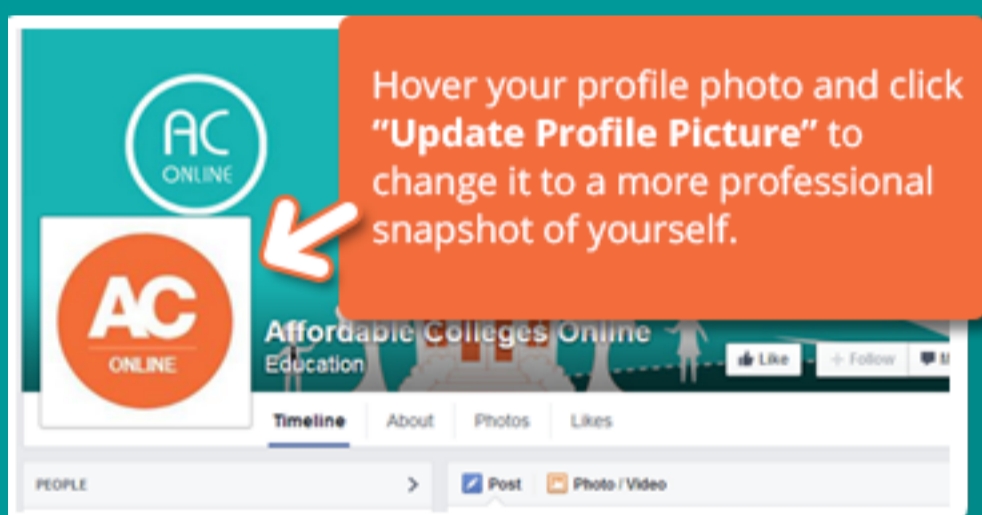 AC
ONLINE
Hover your profile photo and click
“Update Profile Picture” to
change it to a more professional
snapshot of yourself.
AC
ONLINE
Affordable Colleges Online
Education
Like
+ Follow
Timeline About Photos Likes
PEOPLE
Post Photo / Video